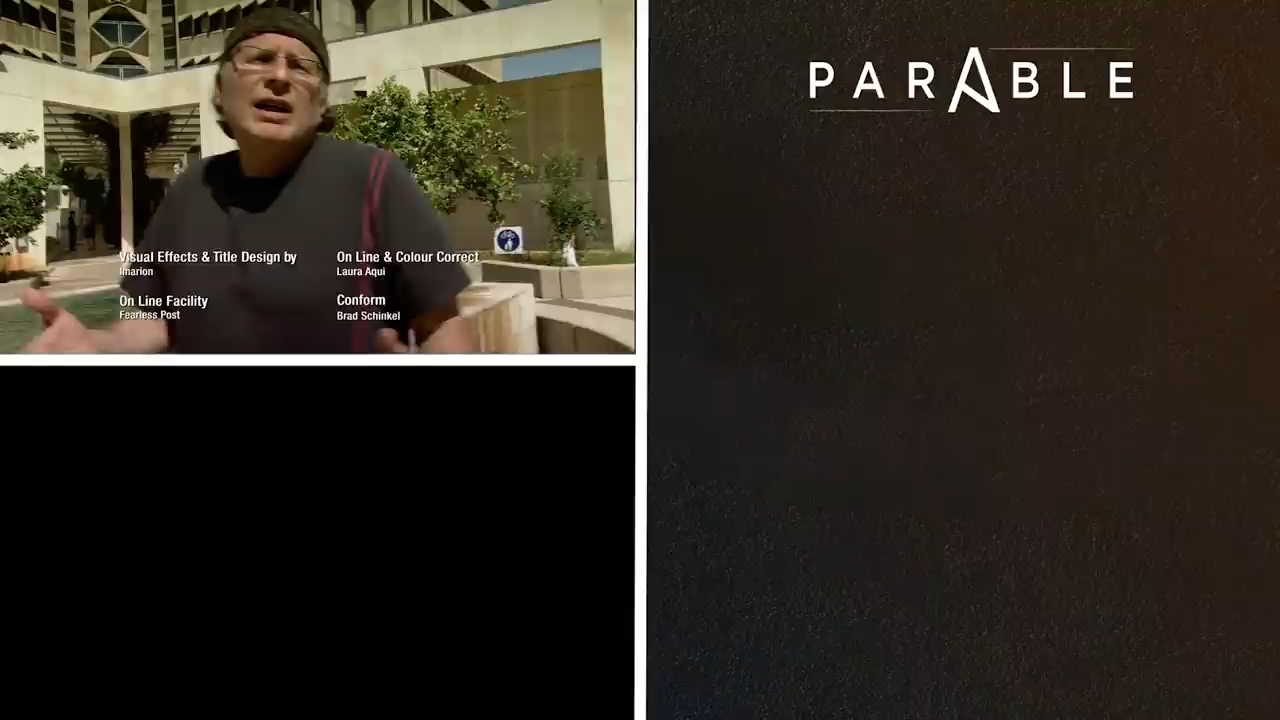 Visual Effects & Title Design by
Imarion
On Line Facility
Fearless Post
On Line & Colour Correct
Laura Aqui
Conform
Brad Schinkel
PARABLE